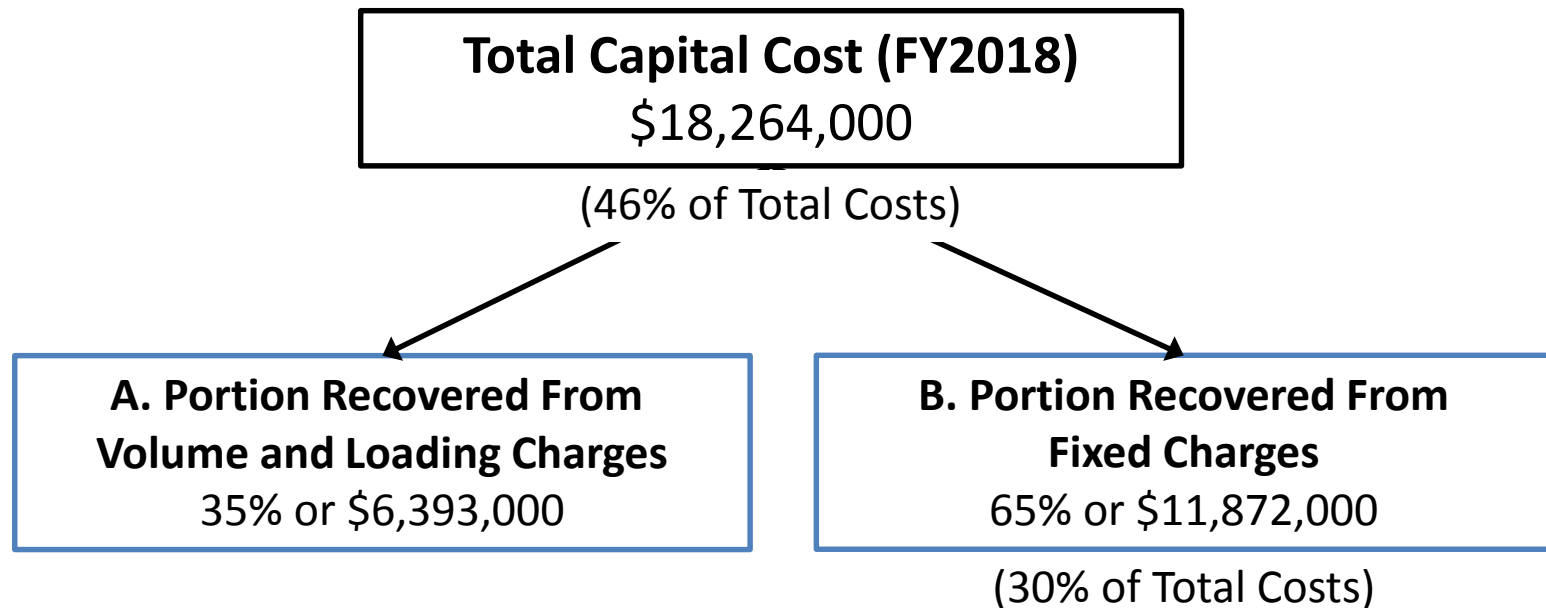 Total Capital Cost (FY2018)
$18,264,000
(46% of Total Costs)
A. Portion Recovered From
Volume and Loading Charges
35% or $6,393,000
B. Portion Recovered From
Fixed Charges
65% or $11,872,000
(30% of Total Costs)